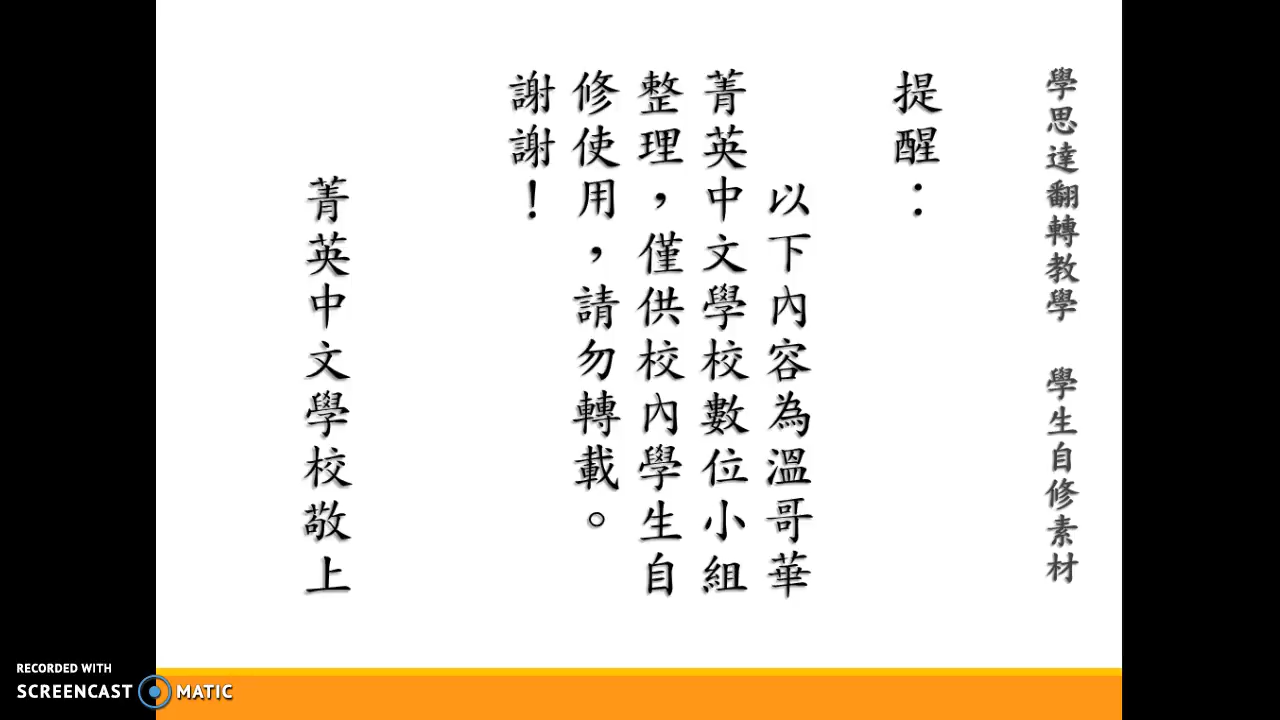 學思達翻轉教學 學生自修素材
提醒：
以下內容為溫哥華
菁英中文學校數位小組
整理，僅供校內學生自
修使用，請勿轉載。
謝謝！
菁英中文學校敬上
RECORDED WITH
SCREENCAST MATIC